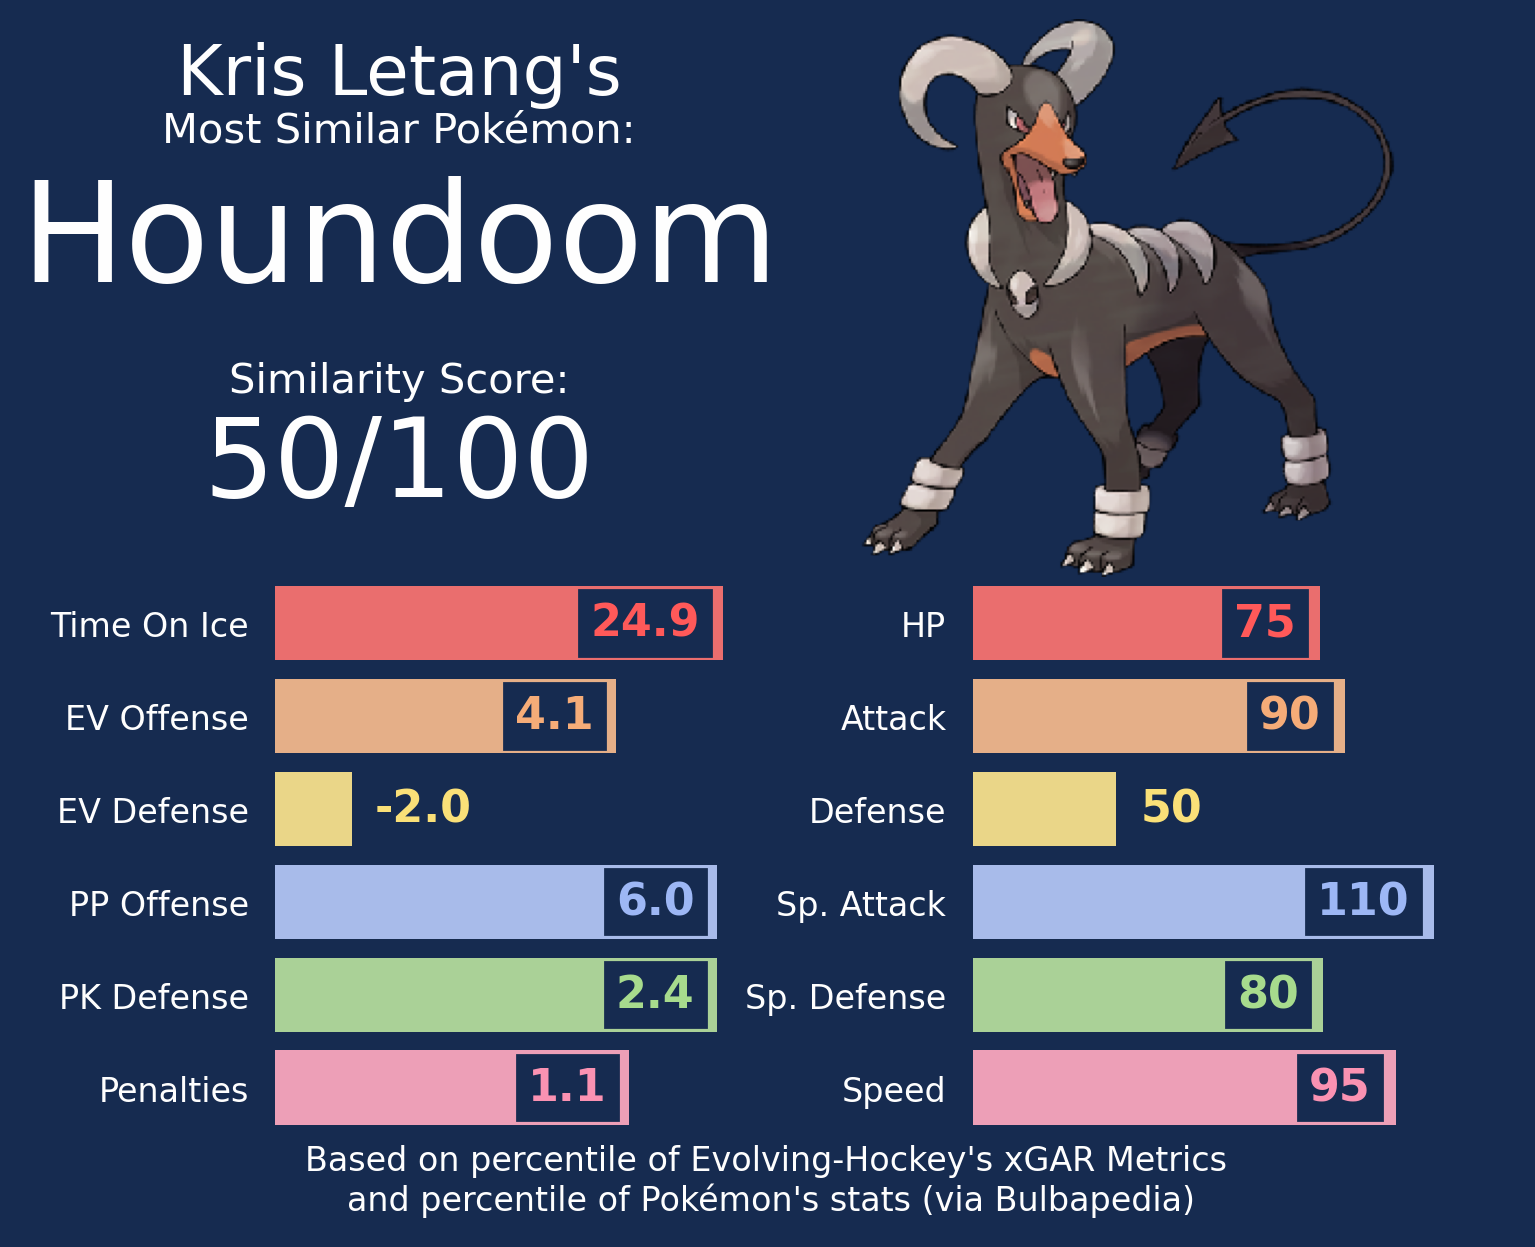 Kris Letang's
Most Similar Pokémon:
Houndoom
Similarity Score:
50/100
Time On Ice 24.9
EV Offense 4.1
EV Defense -2.0
PP Offense 6.0
PK Defense 2.4
Penalties 1.1
HP 75
Attack 90
Defense 50
Sp. Attack 110
Sp. Defense 80
Speed 95
Based on percentile of Evolving-Hockey's xGAR Metrics
and percentile of Pokémon's stats (via Bulbapedia)